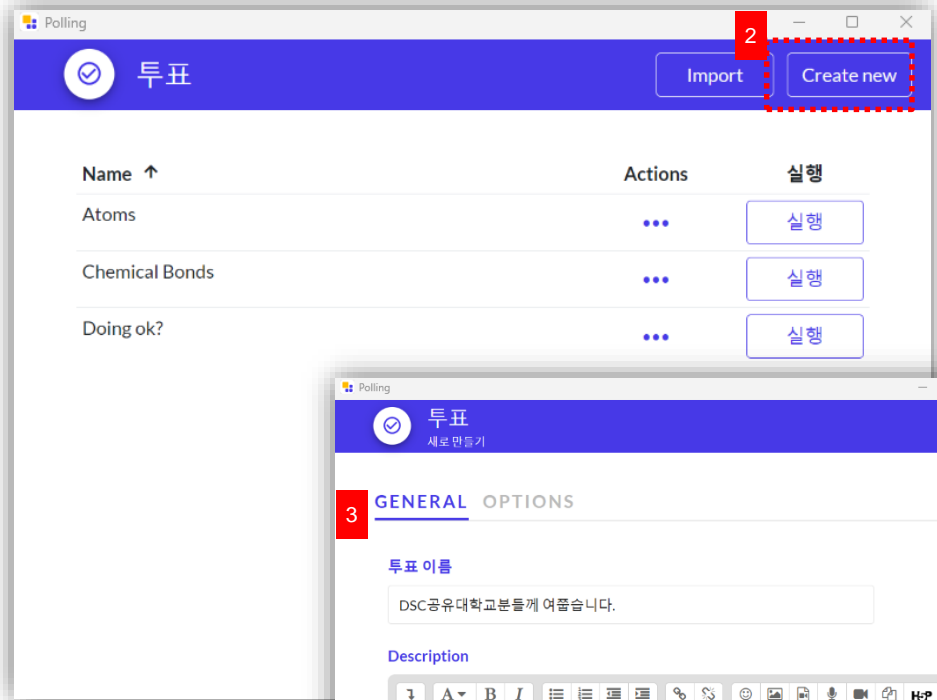 Polling
2
투표
Import
Create new
Name ↑
Actions
실행
Atoms
실행
Chemical Bonds
실행
Doing ok?
실행
Polling
투표
새로 만들기
3
GENERAL
OPTIONS
투표 이름
DSC공유대학교분들께 여쭙습니다.
Description
A
B
I
H-P